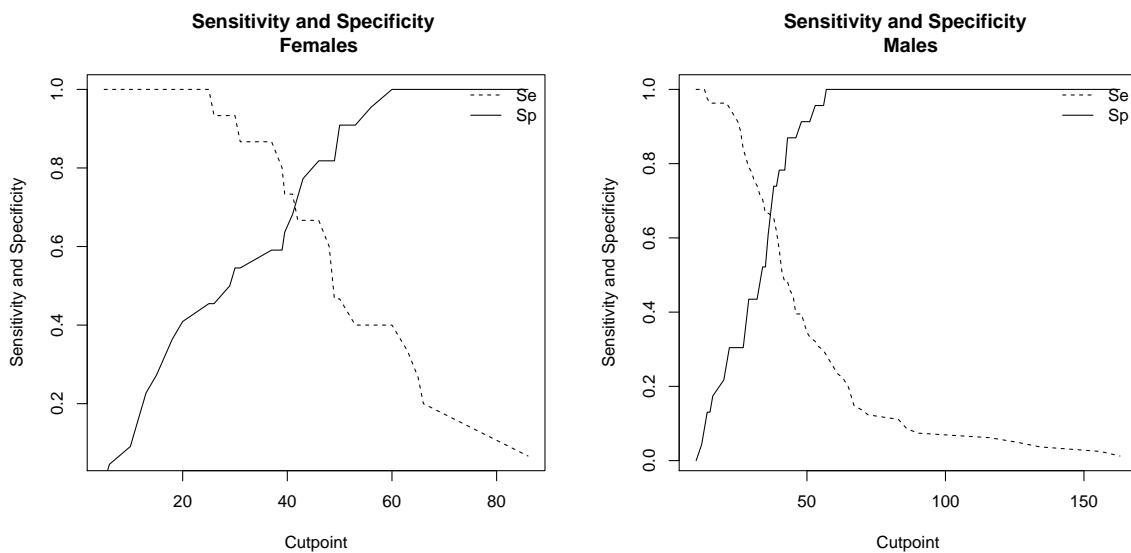 Sensitivity and Specificity
Females
Se
Sp
1.0
0.8
0.6
0.4
0.2
Sensitivity and Specificity
20
40
60
80
Cutpoint
Sensitivity and Specificity
Males
Se
Sp
1.0
0.8
0.6
0.4
0.2
0.0
Sensitivity and Specificity
50
100
150
Cutpoint